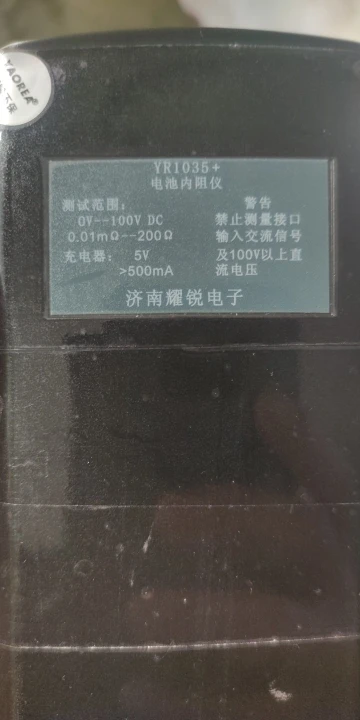 YAOREA®
YR1035+
电池内阻仪
测试范围：
0V--100V DC
0.01mΩ--200Ω
充电器： 5V
>500mA
警告
禁止测量接口
输入交流信号
及100V以上直
流电压
济南耀锐电子